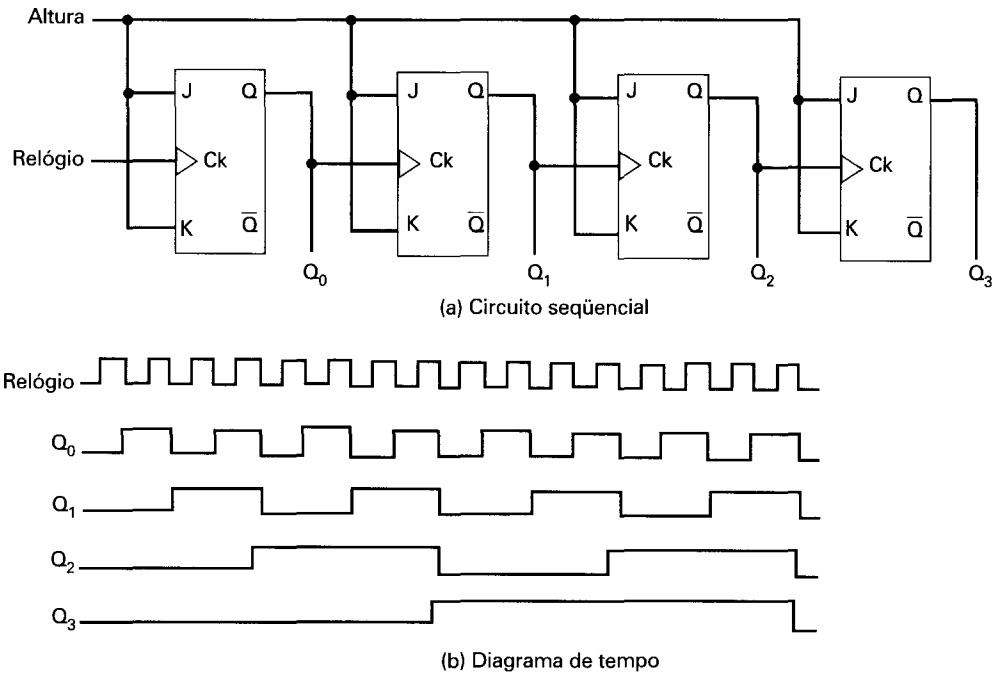 Altura
J Q J Q J Q J Q
Relógio Ck Ck Ck Ck
K Q̅ K Q̅ K Q̅ K Q̅
Q₀ Q₁ Q₂ Q₃
(a) Circuito seqüencial
Relógio
Q₀
Q₁
Q₂
Q₃
(b) Diagrama de tempo